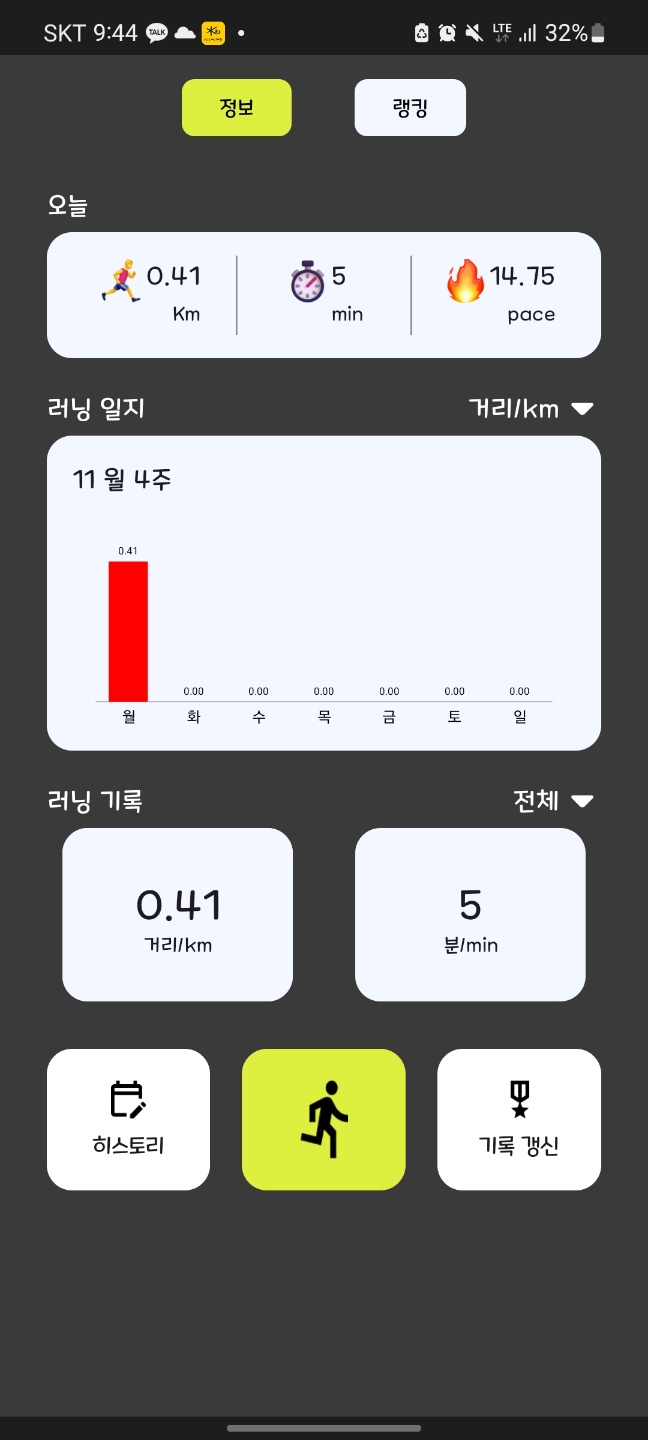 SKT 9:44 TALK LTE 32%
정보 랭킹
오늘
0.41 5 14.75
Km min pace
러닝 일지 거리/km
11 월 4주
0.41
0.00 0.00 0.00 0.00 0.00 0.00
월 화 수 목 금 토 일
러닝 기록 전체
0.41 5
거리/km 분/min
히스토리 기록 갱신